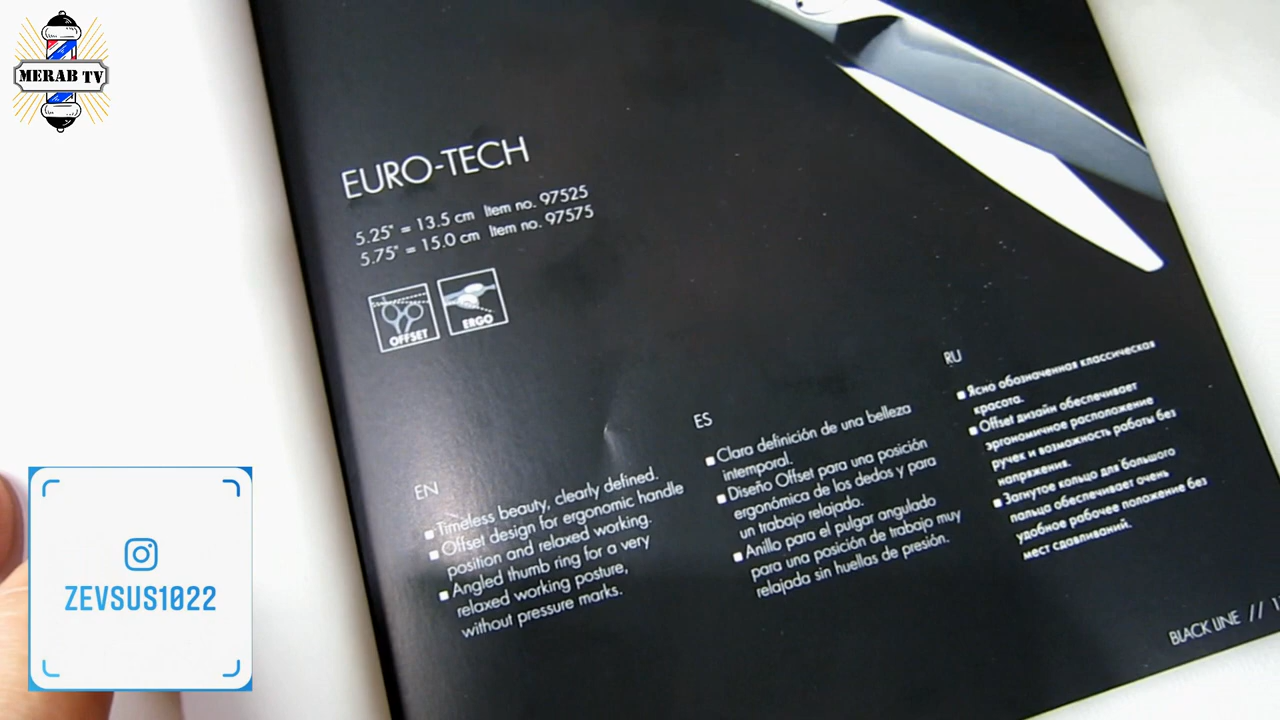 MERAB TV
EURO-TECH
5.25" = 13.5 cm Item no. 97525
5.75" = 15.0 cm Item no. 97575
OFFSET
ERGO
EN
Timeless beauty, clearly defined.
Offset design for ergonomic handle
position and relaxed working.
Angled thumb ring for a very
relaxed working posture,
without pressure marks.
ES
Clara definición de una belleza
intemporal.
Diseño Offset para una posición
ergonómica de los dedos y para
un trabajo relajado.
Anillo para el pulgar angulado
para una posición de trabajo muy
relajada sin huellas de presión.
RU
Ясно обозначенная классическая
красота.
Offset дизайн обеспечивает
эргономичное расположение
ручек и возможность работы без
напряжения.
Загнутое кольцо для большого
пальца обеспечивает очень
удобное рабочее положение без
мест сдавливаний.
BLACK LINE //
ZEVSUS1022